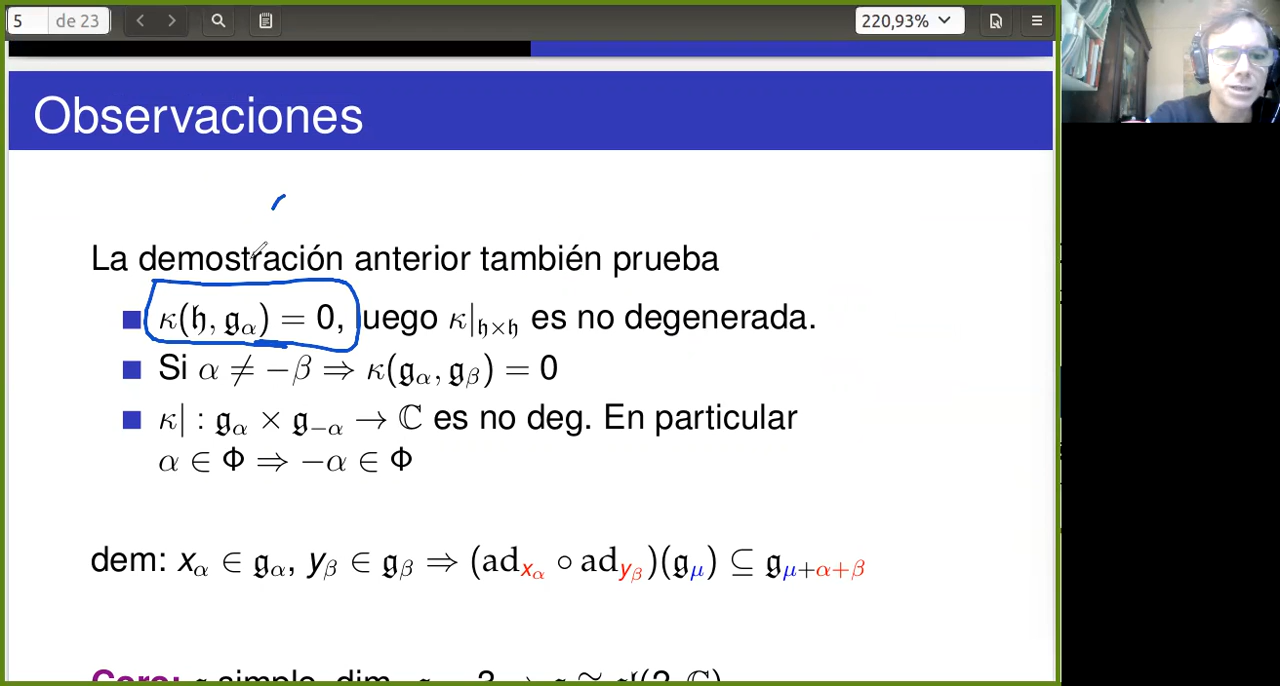 5 de 23 220,93%
Observaciones
La demostración anterior también prueba
κ(𝔥, 𝔤_α) = 0, luego κ|_{𝔥×𝔥} es no degenerada.
Si α ≠ −β ⇒ κ(𝔤_α, 𝔤_β) = 0
κ| : 𝔤_α × 𝔤_{−α} → ℂ es no deg. En particular
α ∈ Φ ⇒ −α ∈ Φ
dem: x_α ∈ 𝔤_α, y_β ∈ 𝔤_β ⇒ (ad_{x_α} ∘ ad_{y_β})(𝔤_μ) ⊆ 𝔤_{μ+α+β}